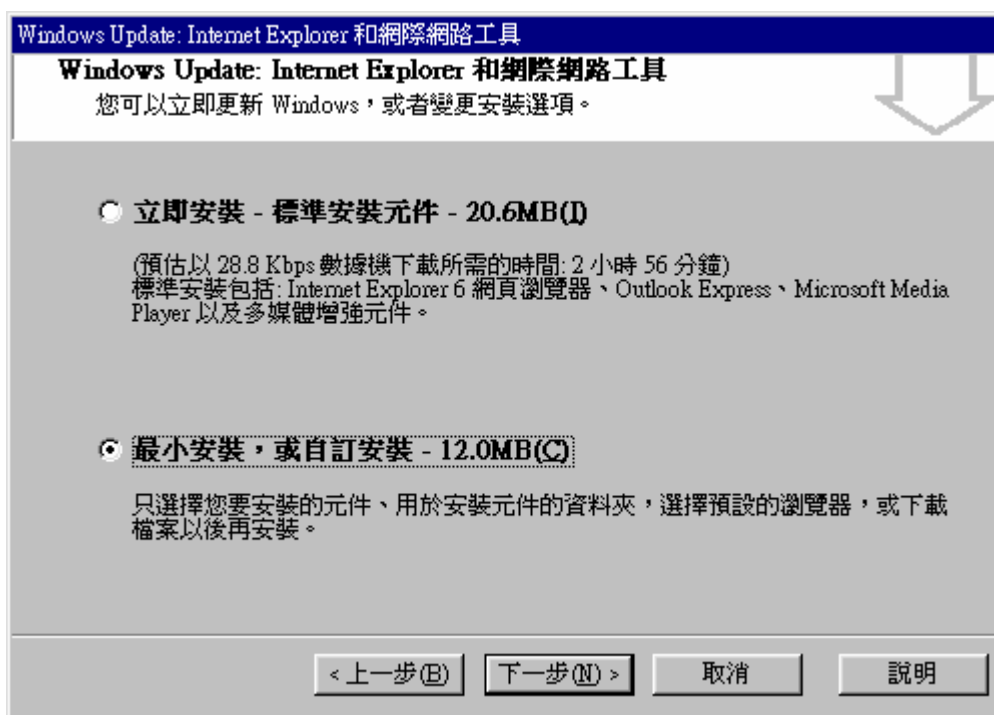 Windows Update: Internet Explorer 和網際網路工具
Windows Update: Internet Explorer 和網際網路工具
您可以立即更新 Windows，或者變更安裝選項。
立即安裝 - 標準安裝元件 - 20.6MB(I)
(預估以 28.8 Kbps 數據機下載所需的時間: 2 小時 56 分鐘)
標準安裝包括: Internet Explorer 6 網頁瀏覽器、Outlook Express、Microsoft Media
Player 以及多媒體增強元件。
最小安裝，或自訂安裝 - 12.0MB(C)
只選擇您要安裝的元件、用於安裝元件的資料夾，選擇預設的瀏覽器，或下載
檔案以後再安裝。
<上一步(B) 下一步(N)> 取消 說明